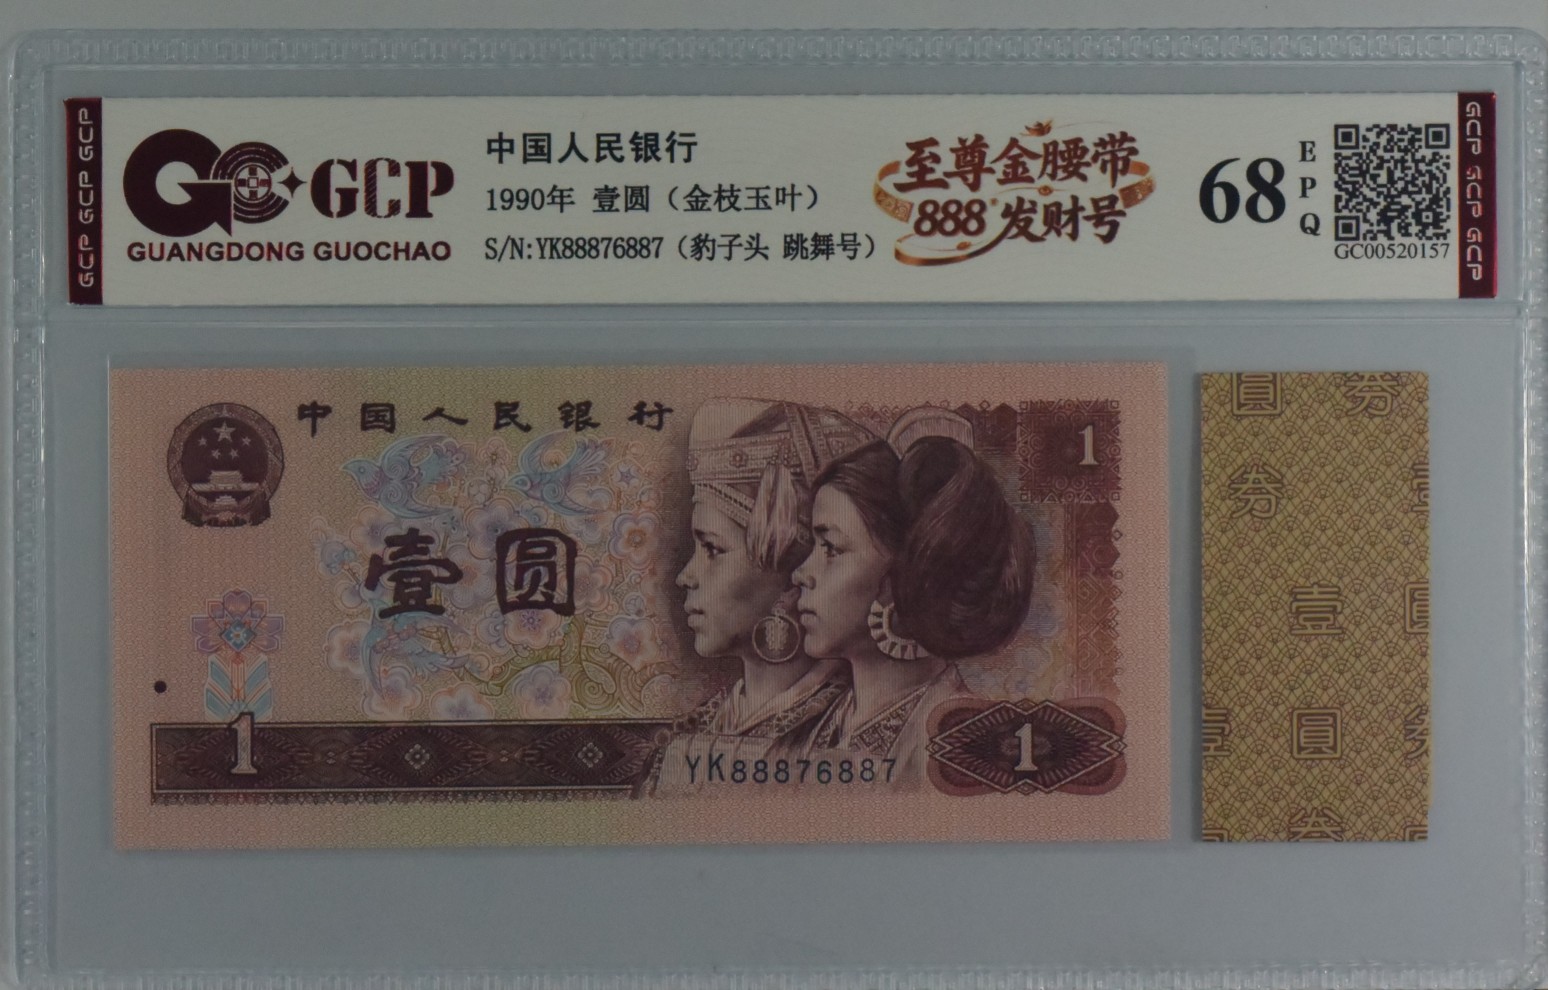 GCP GCP GCP
GCP
GUANGDONG GUOCHAO
中国人民银行
1990年 壹圆（金枝玉叶）
S/N:YK88876887（豹子头 跳舞号）
至尊金腰带
888发财号
68
EPQ
GC00520157
GCP GCP GCP
中国人民银行
1
壹圆
1
YK88876887
1
圆 券
券
壹 圆
壹 圓
券